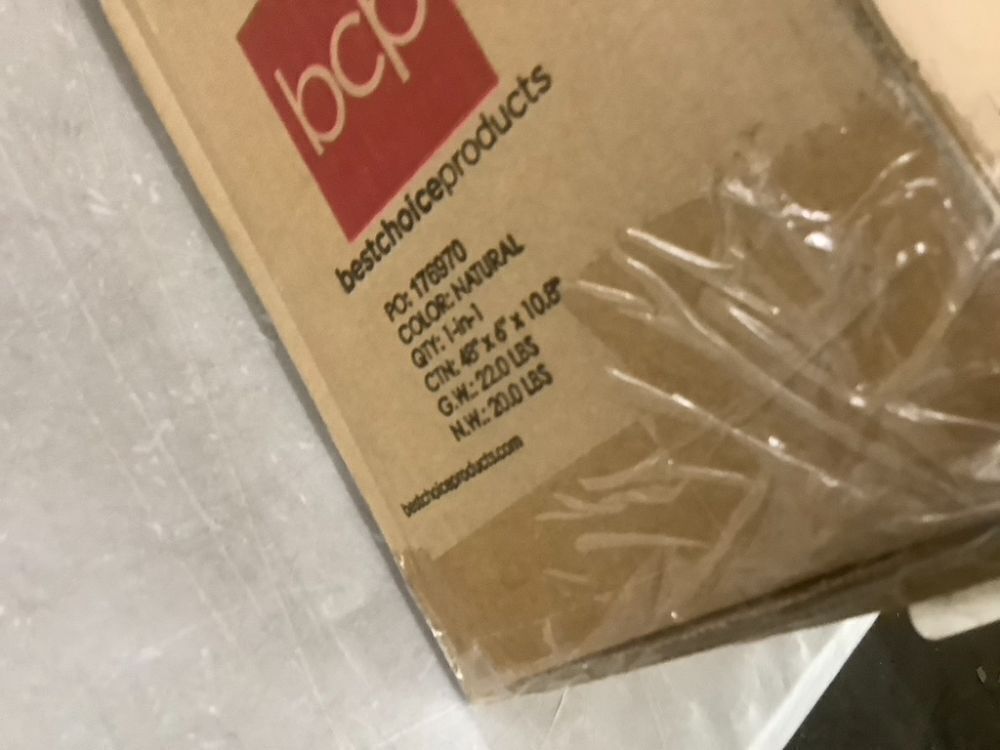 bcp
bestchoiceproducts
PO: 176970
COLOR: NATURAL
QTY: 1-in-1
CTN: 48" x 6" x 10.8"
G.W.: 22.0 LBS
N.W.: 20.0 LBS
bestchoiceproducts.com